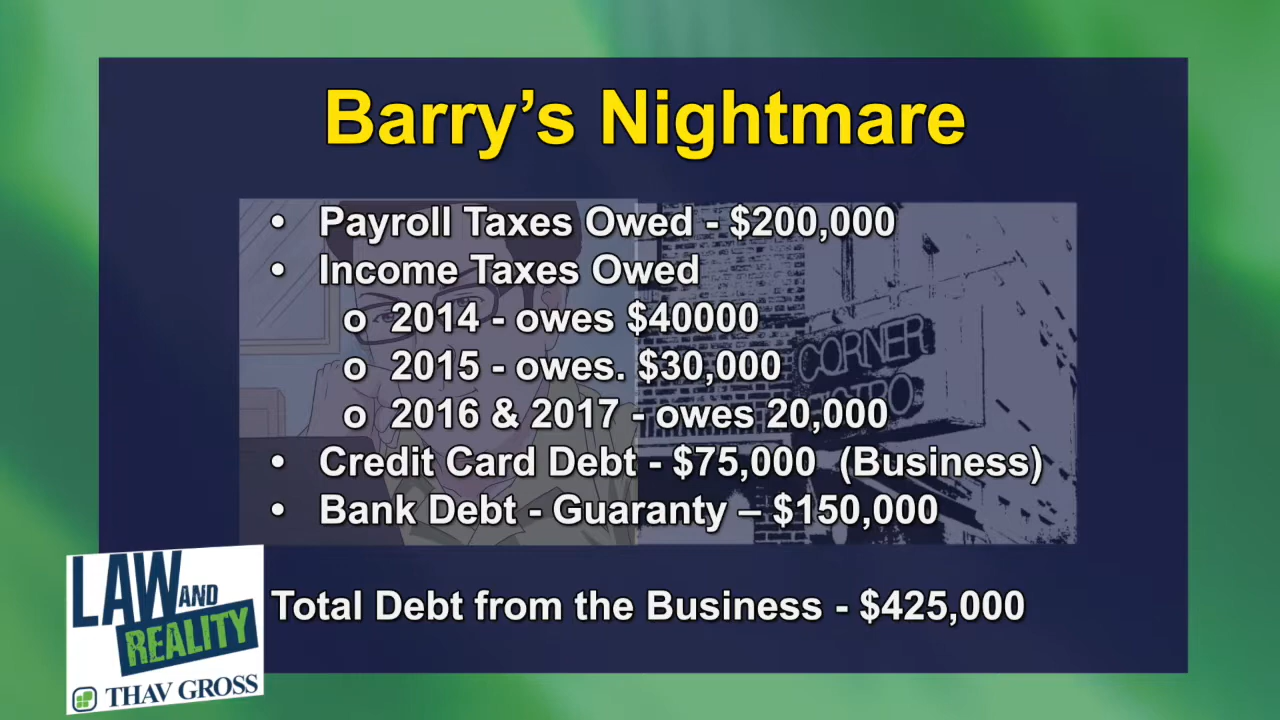 Barry's Nightmare
• Payroll Taxes Owed - $200,000
• Income Taxes Owed
o 2014 - owes $40000
o 2015 - owes. $30,000
o 2016 & 2017 - owes 20,000
• Credit Card Debt - $75,000 (Business)
• Bank Debt - Guaranty – $150,000
CORNER
Total Debt from the Business - $425,000
LAW AND
REALITY
THAV GROSS